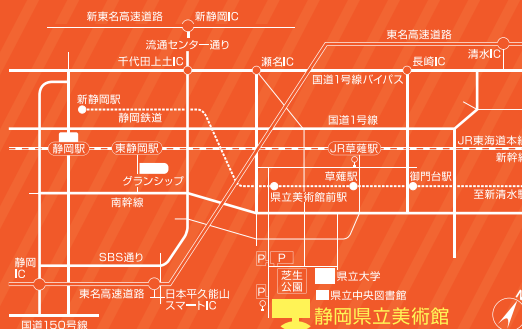 新東名高速道路
新静岡IC
東名高速道路
流通センター通り
清水IC
千代田上土IC
瀬名IC
長崎IC
国道1号線バイパス
新静岡駅
静岡鉄道
国道1号線
JR東海道本線
静岡駅
東静岡駅
JR草薙駅
新幹線
グランシップ
草薙駅
御門台駅
県立美術館前駅
至新清水駅
南幹線
SBS通り
P
P
静岡
IC
芝生
公園
県立大学
東名高速道路
日本平久能山
スマートIC
P
県立中央図書館
静岡県立美術館
国道150号線
N